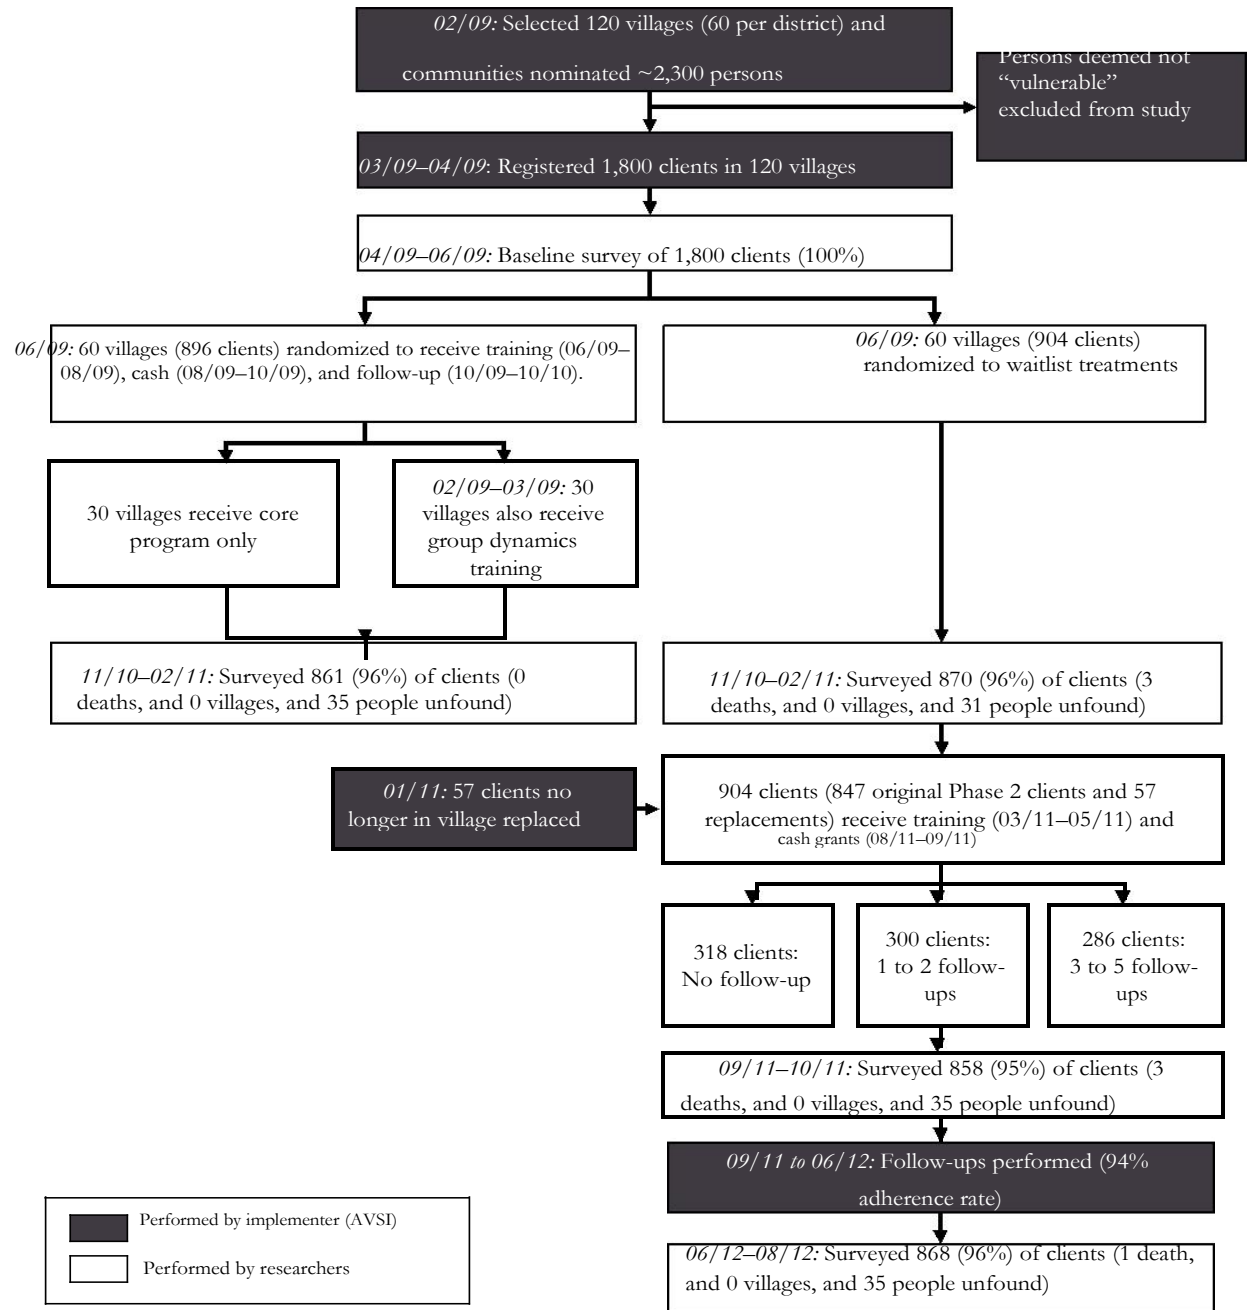 02/09: Selected 120 villages (60 per district) and
communities nominated ~2,300 persons
Persons deemed not
“vulnerable”
excluded from study
03/09–04/09: Registered 1,800 clients in 120 villages
04/09–06/09: Baseline survey of 1,800 clients (100%)
06/09: 60 villages (896 clients) randomized to receive training (06/09–
08/09), cash (08/09–10/09), and follow-up (10/09–10/10).
06/09: 60 villages (904 clients)
randomized to waitlist treatments
30 villages receive core
program only
02/09–03/09: 30
villages also receive
group dynamics
training
11/10–02/11: Surveyed 861 (96%) of clients (0
deaths, and 0 villages, and 35 people unfound)
11/10–02/11: Surveyed 870 (96%) of clients (3
deaths, and 0 villages, and 31 people unfound)
01/11: 57 clients no
longer in village replaced
904 clients (847 original Phase 2 clients and 57
replacements) receive training (03/11–05/11) and
cash grants (08/11–09/11)
318 clients:
No follow-up
300 clients:
1 to 2 follow-
ups
286 clients:
3 to 5 follow-
ups
09/11–10/11: Surveyed 858 (95%) of clients (3
deaths, and 0 villages, and 35 people unfound)
09/11 to 06/12: Follow-ups performed (94%
adherence rate)
06/12–08/12: Surveyed 868 (96%) of clients (1 death,
and 0 villages, and 35 people unfound)
Performed by implementer (AVSI)
Performed by researchers